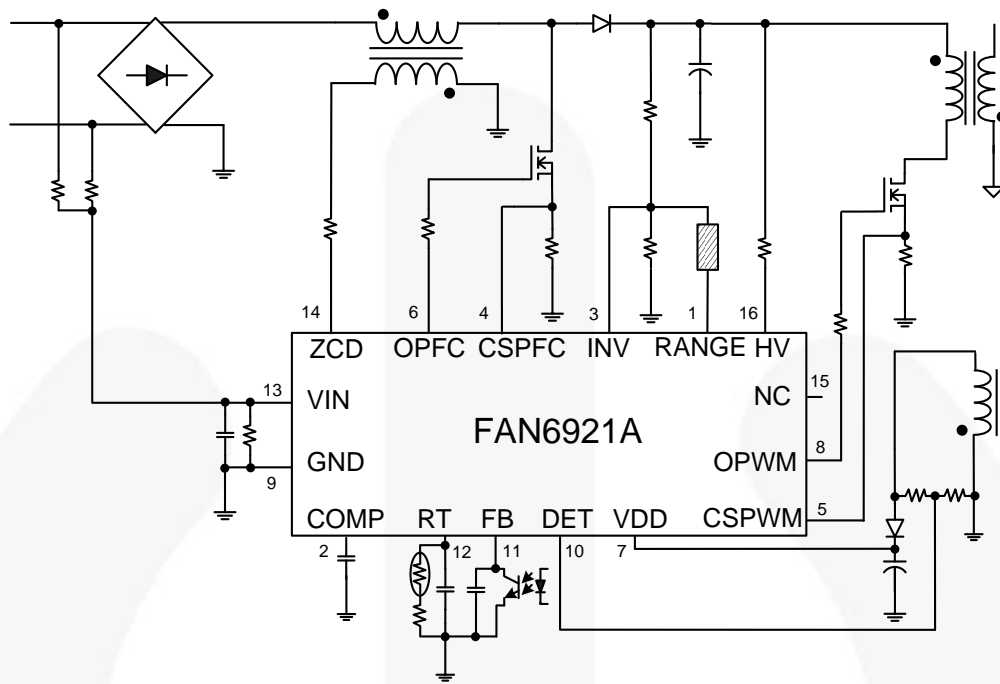 14
6
4
3
1
16
ZCD
OPFC
CSPFC
INV
RANGE
HV
13
VIN
NC
15
FAN6921A
GND
9
OPWM
8
COMP
RT
FB
DET
VDD
CSPWM
5
2
12
11
10
7